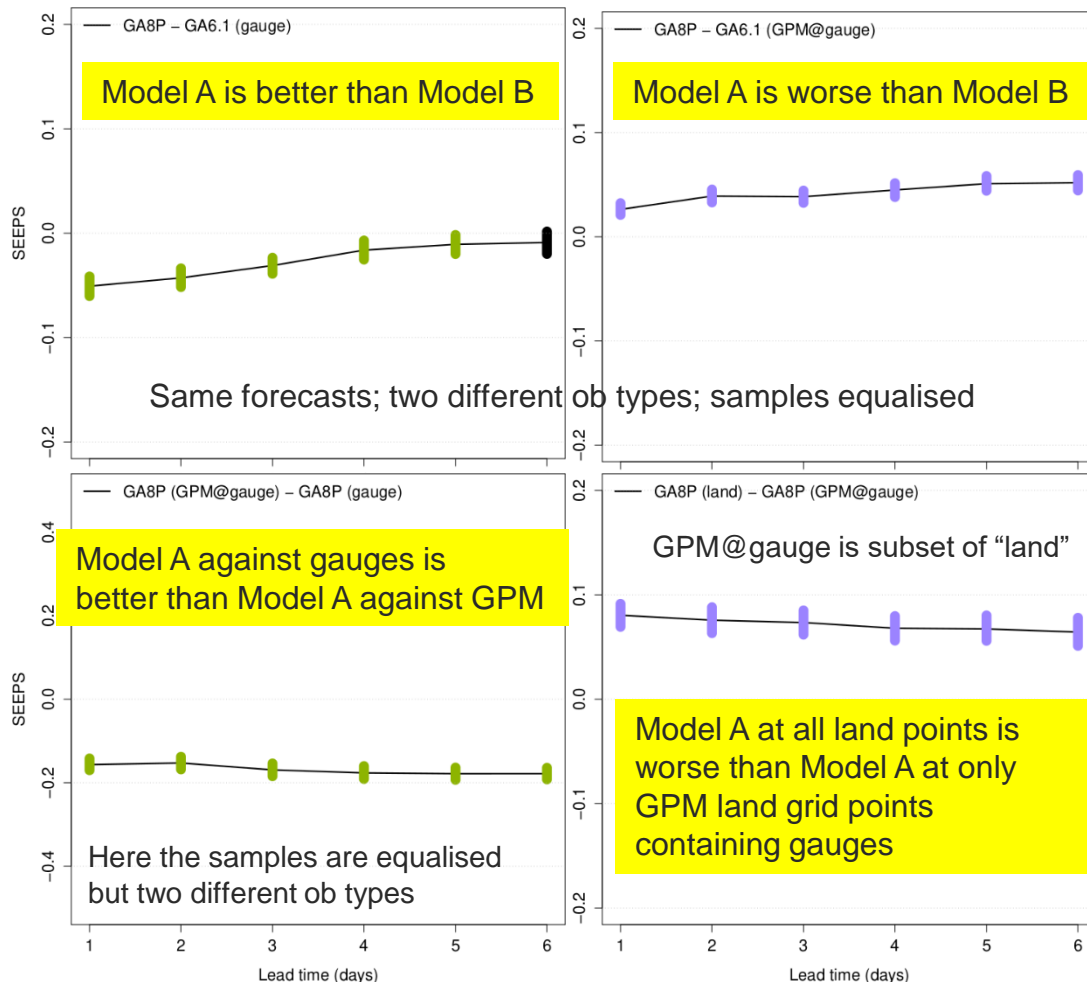 GA8P − GA6.1 (gauge)
Model A is better than Model B
0.2
0.1
0.0
−0.1
−0.2
SEEPS
GA8P − GA6.1 (GPM@gauge)
Model A is worse than Model B
0.2
0.1
0.0
−0.1
−0.2
Same forecasts; two different ob types; samples equalised
GA8P (GPM@gauge) − GA8P (gauge)
Model A against gauges is
better than Model A against GPM
0.4
0.2
0.0
−0.2
−0.4
SEEPS
Here the samples are equalised
but two different ob types
1 2 3 4 5 6
Lead time (days)
GA8P (land) − GA8P (GPM@gauge)
GPM@gauge is subset of “land”
0.2
0.1
0.0
−0.1
−0.2
Model A at all land points is
worse than Model A at only
GPM land grid points
containing gauges
1 2 3 4 5 6
Lead time (days)